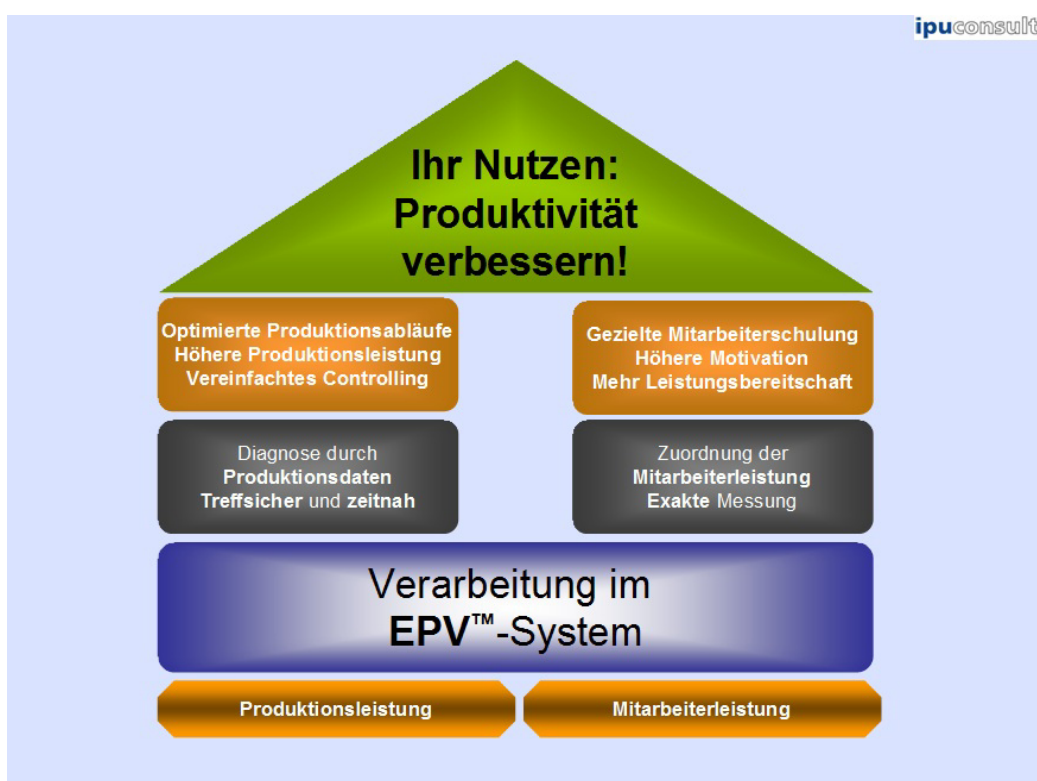 ipuconsult
Ihr Nutzen:
Produktivität
verbessern!
Optimierte Produktionsabläufe
Höhere Produktionsleistung
Vereinfachtes Controlling
Gezielte Mitarbeiterschulung
Höhere Motivation
Mehr Leistungsbereitschaft
Diagnose durch
Produktionsdaten
Treffsicher und zeitnah
Zuordnung der
Mitarbeiterleistung
Exakte Messung
Verarbeitung im
EPV™-System
Produktionsleistung
Mitarbeiterleistung